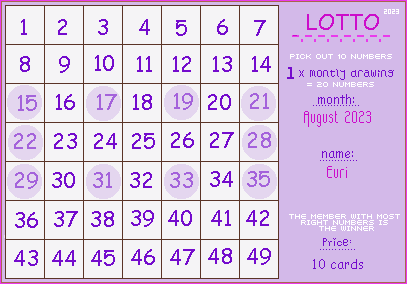 1 2 3 4 5 6 7
8 9 10 11 12 13 14
15 16 17 18 19 20 21
22 23 24 25 26 27 28
29 30 31 32 33 34 35
36 37 38 39 40 41 42
43 44 45 46 47 48 49
2023
LOTTO
PICK OUT 10 NUMBERS
1 x montly drawing
= 20 NUMBERS
month:
August 2023
name:
Euri
THE MEMBER WITH MOST
RIGHT NUMBERS IS
THE WINNER
Price:
10 cards